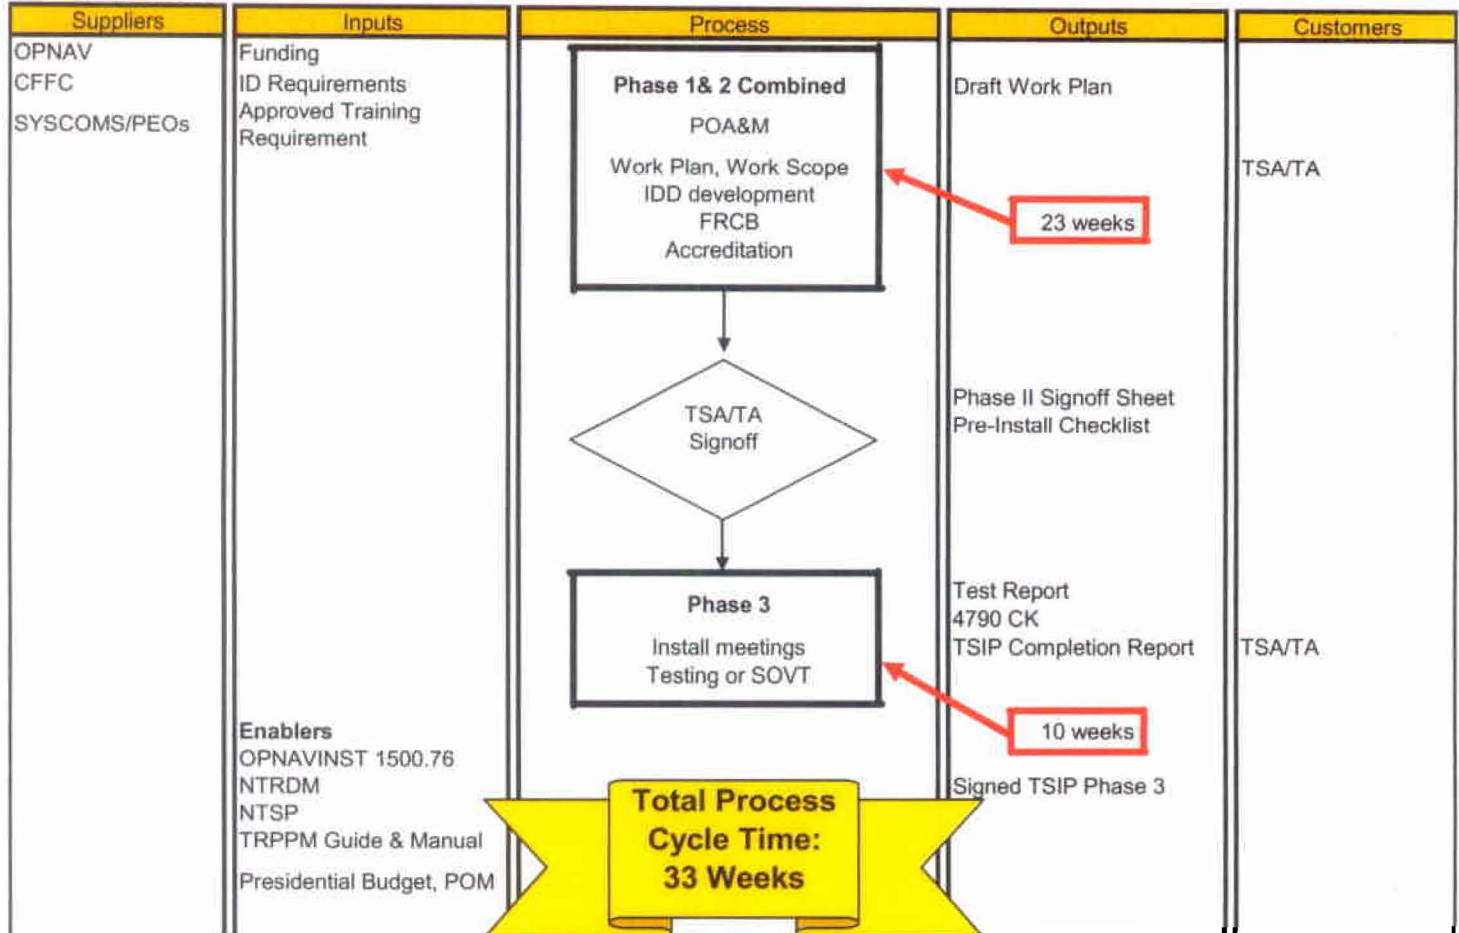 Suppliers
Inputs
Process
Outputs
Customers
OPNAV
CFFC
SYSCOMS/PEOs
Funding
ID Requirements
Approved Training
Requirement
Phase 1& 2 Combined
POA&M
Work Plan, Work Scope
IDD development
FRCB
Accreditation
Draft Work Plan
TSA/TA
23 weeks
TSA/TA
Signoff
Phase II Signoff Sheet
Pre-Install Checklist
Phase 3
Install meetings
Testing or SOVT
Test Report
4790 CK
TSIP Completion Report
TSA/TA
10 weeks
Enablers
OPNAVINST 1500.76
NTRDM
NTSP
TRPPM Guide & Manual
Presidential Budget, POM
Signed TSIP Phase 3
Total Process
Cycle Time:
33 Weeks